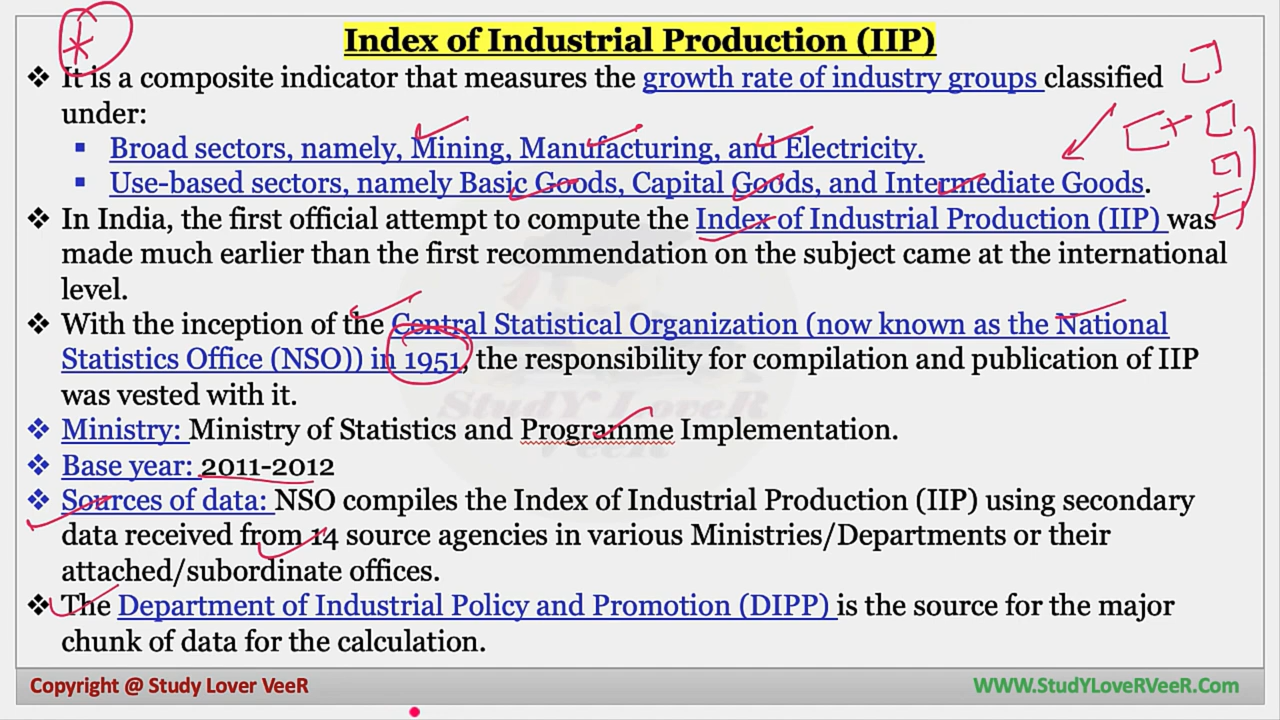 Index of Industrial Production (IIP)
❖ It is a composite indicator that measures the growth rate of industry groups classified
under:
▪ Broad sectors, namely, Mining, Manufacturing, and Electricity.
▪ Use-based sectors, namely Basic Goods, Capital Goods, and Intermediate Goods.
❖ In India, the first official attempt to compute the Index of Industrial Production (IIP) was
made much earlier than the first recommendation on the subject came at the international
level.
❖ With the inception of the Central Statistical Organization (now known as the National
Statistics Office (NSO)) in 1951, the responsibility for compilation and publication of IIP
was vested with it.
❖ Ministry: Ministry of Statistics and Programme Implementation.
❖ Base year: 2011-2012
❖ Sources of data: NSO compiles the Index of Industrial Production (IIP) using secondary
data received from 14 source agencies in various Ministries/Departments or their
attached/subordinate offices.
❖ The Department of Industrial Policy and Promotion (DIPP) is the source for the major
chunk of data for the calculation.
StudY LoveR
VeeR
Copyright @ Study Lover VeeR
WWW.StuDYLoVeRVeeR.Com